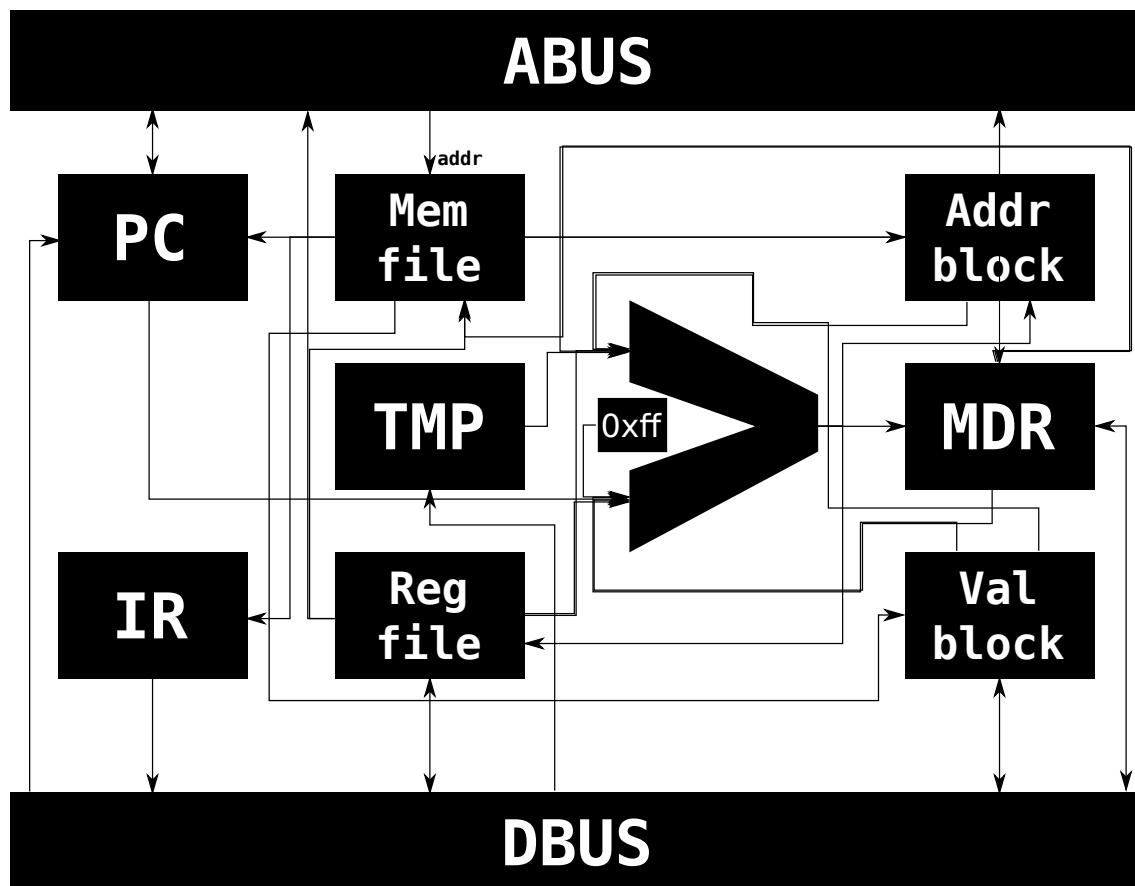 ABUS
addr
PC
Mem
file
Addr
block
TMP
0xff
MDR
IR
Reg
file
Val
block
DBUS